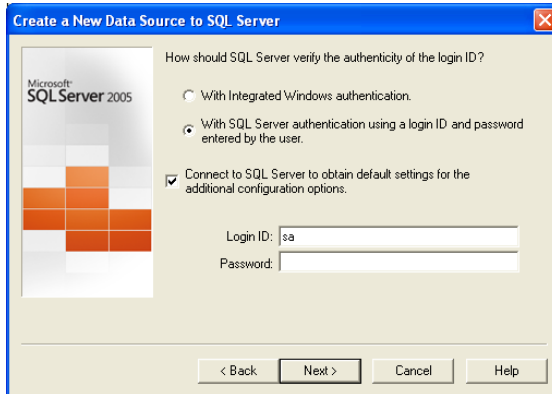 Create a New Data Source to SQL Server
Microsoft
SQL Server 2005
How should SQL Server verify the authenticity of the login ID?
With Integrated Windows authentication.
With SQL Server authentication using a login ID and password
entered by the user.
Connect to SQL Server to obtain default settings for the
additional configuration options.
Login ID: sa
Password:
< Back Next > Cancel Help